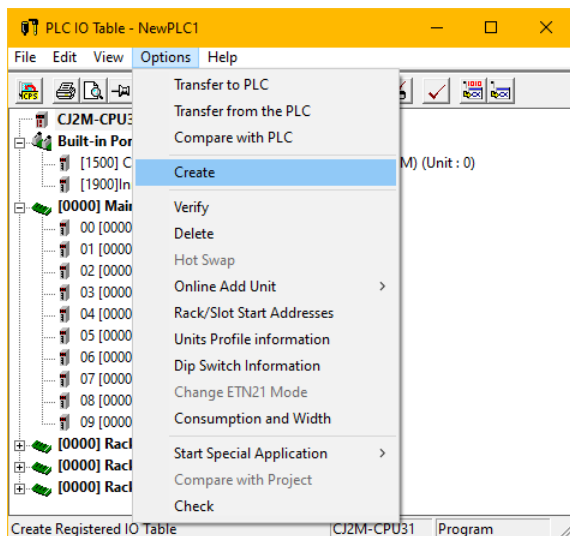 PLC IO Table - NewPLC1
File Edit View Options Help
CJ2M-CPU3
Built-in Por
[1500] C
M) (Unit : 0)
[1900]In
[0000] Mair
00 [0000
01 [0000
02 [0000
03 [0000
04 [0000
05 [0000
06 [0000
07 [0000
08 [0000
09 [0000
[0000] Racl
[0000] Racl
[0000] Racl
Transfer to PLC
Transfer from the PLC
Compare with PLC
Create
Verify
Delete
Hot Swap
Online Add Unit
Rack/Slot Start Addresses
Units Profile information
Dip Switch Information
Change ETN21 Mode
Consumption and Width
Start Special Application
Compare with Project
Check
Create Registered IO Table CJ2M-CPU31 Program